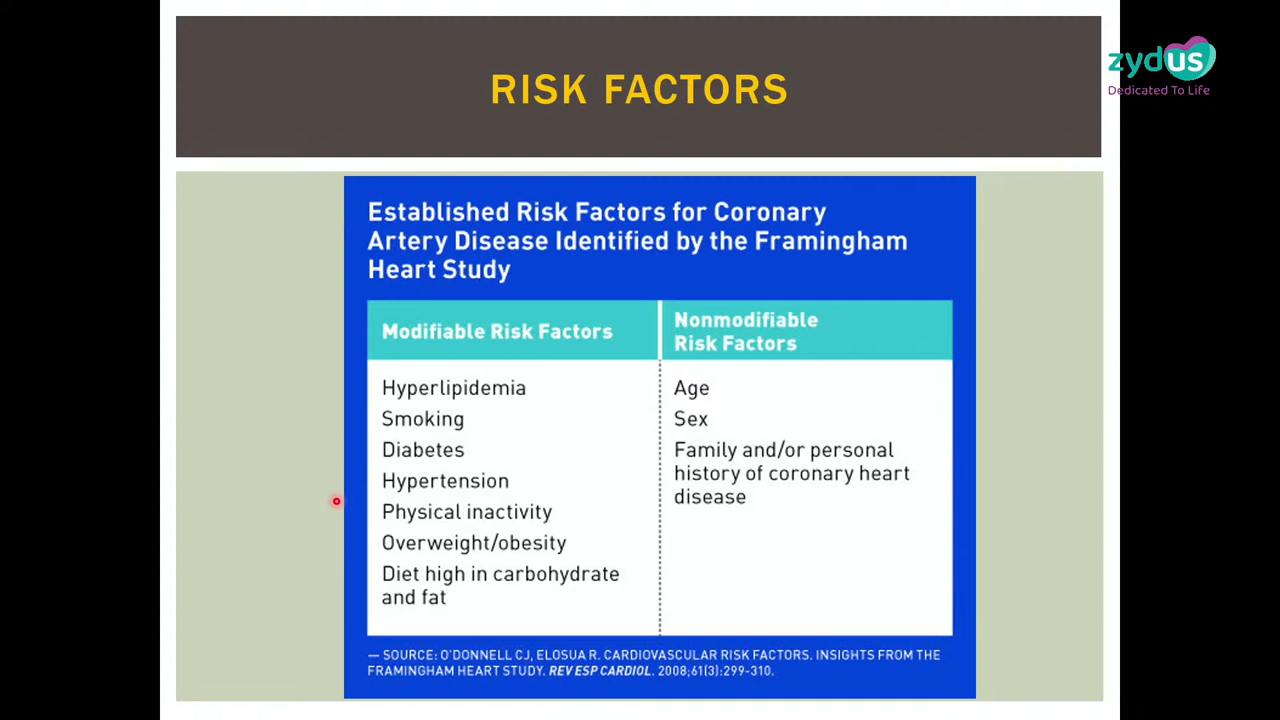 RISK FACTORS
zydus
Dedicated To Life
Established Risk Factors for Coronary
Artery Disease Identified by the Framingham
Heart Study
Modifiable Risk Factors
Hyperlipidemia
Smoking
Diabetes
Hypertension
Physical inactivity
Overweight/obesity
Diet high in carbohydrate
and fat
Nonmodifiable
Risk Factors
Age
Sex
Family and/or personal
history of coronary heart
disease
— SOURCE: O'DONNELL CJ, ELOSUA R. CARDIOVASCULAR RISK FACTORS. INSIGHTS FROM THE
FRAMINGHAM HEART STUDY. REV ESP CARDIOL. 2008;61(3):299-310.